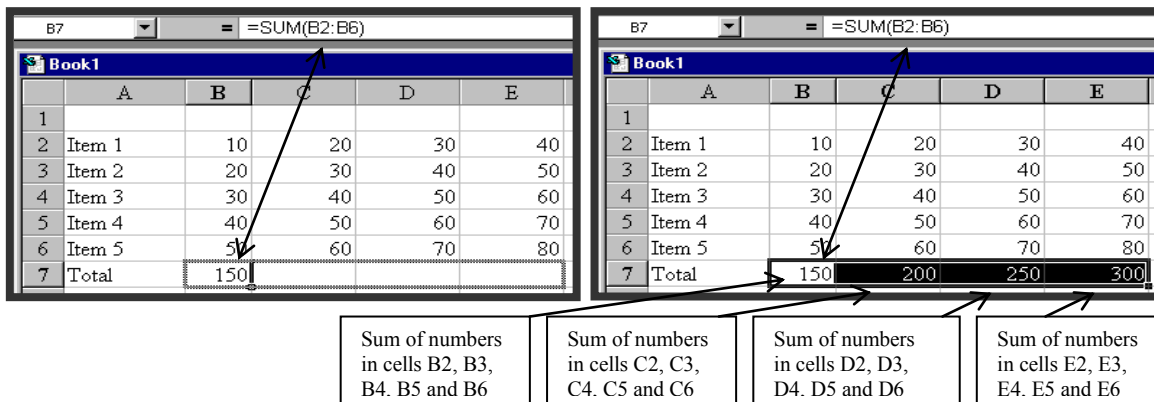 B7 = =SUM(B2:B6)
Book1
A B C D E
1
2 Item 1 10 20 30 40
3 Item 2 20 30 40 50
4 Item 3 30 40 50 60
5 Item 4 40 50 60 70
6 Item 5 50 60 70 80
7 Total 150
B7 = =SUM(B2:B6)
Book1
A B C D E
1
2 Item 1 10 20 30 40
3 Item 2 20 30 40 50
4 Item 3 30 40 50 60
5 Item 4 40 50 60 70
6 Item 5 50 60 70 80
7 Total 150 200 250 300
Sum of numbers
in cells B2, B3,
B4, B5 and B6
Sum of numbers
in cells C2, C3,
C4, C5 and C6
Sum of numbers
in cells D2, D3,
D4, D5 and D6
Sum of numbers
in cells E2, E3,
E4, E5 and E6